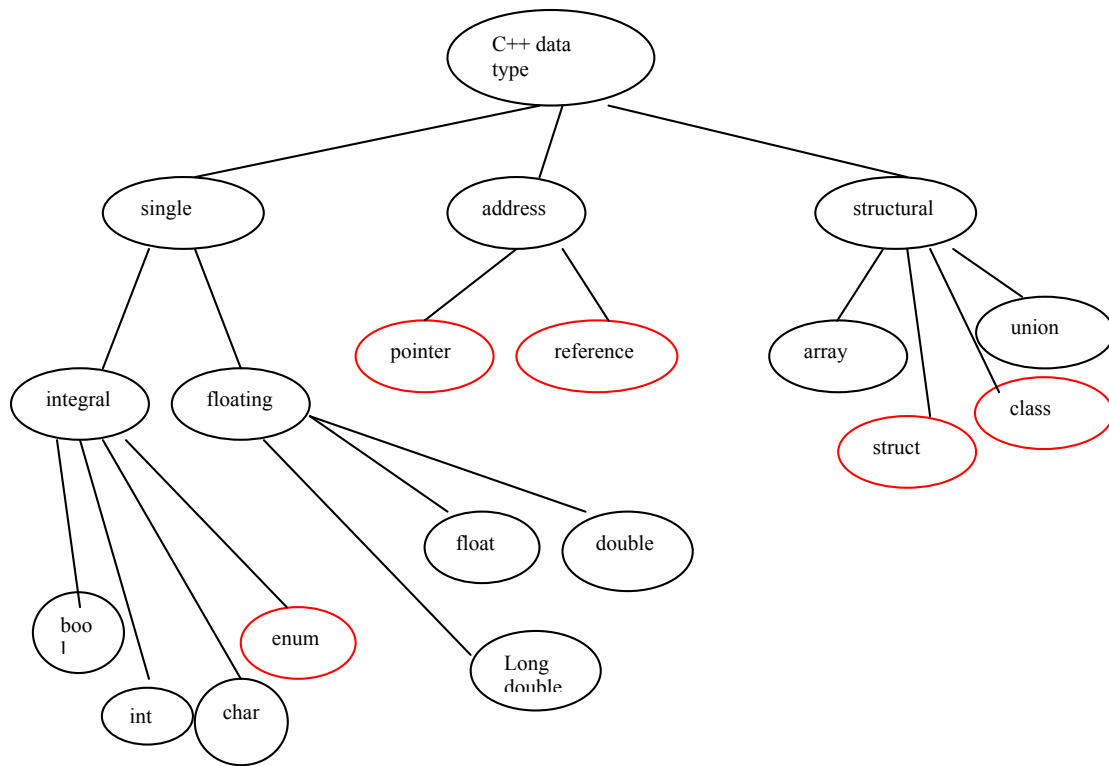 C++ data
type
single
address
structural
pointer
reference
array
union
class
struct
integral
floating
float
double
boo
l
int
char
enum
Long
double